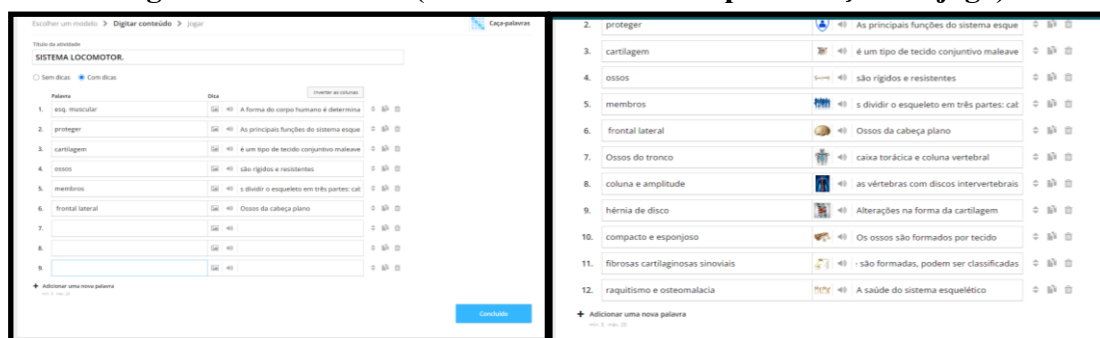 Escolher um modelo > Digitar conteúdo > Jogar
Caça-palavras
Título da atividade
SISTEMA LOCOMOTOR.
Sem dicas Com dicas
Inverter as colunas
Palavra Dica
1. esq. muscular A forma do corpo humano é determina
2. proteger As principais funções do sistema esque
3. cartilagem é um tipo de tecido conjuntivo maleave
4. ossos são rígidos e resistentes
5. membros s dividir o esqueleto em três partes: cab
6. frontal lateral Ossos da cabeça plano
7.
8.
9.
+ Adicionar uma nova palavra
Concluído
2. proteger As principais funções do sistema esque
3. cartilagem é um tipo de tecido conjuntivo maleave
4. ossos são rígidos e resistentes
5. membros s dividir o esqueleto em três partes: cab
6. frontal lateral Ossos da cabeça plano
7. Ossos do tronco caixa torácica e coluna vertebral
8. coluna e amplitude as vértebras com discos intervertebrais
9. hérnia de disco Alterações na forma da cartilagem
10. compacto e esponjoso Os ossos são formados por tecido
11. fibrosas cartilaginosas sinoviais - são formadas, podem ser classificadas
12. raquitismo e osteomalacia A saúde do sistema esquelético
+ Adicionar uma nova palavra